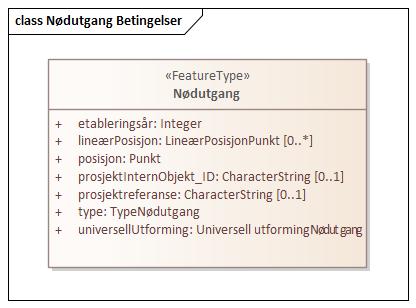 class Nødutgang Betingelser
«FeatureType»
Nødutgang
+ etableringsår: Integer
+ lineærPosisjon: LineærPosisjonPunkt [0..*]
+ posisjon: Punkt
+ prosjektInternObjekt_ID: CharacterString [0..1]
+ prosjektreferanse: CharacterString [0..1]
+ type: TypeNødutgang
+ universellUtforming: Universell utformingNødutgang